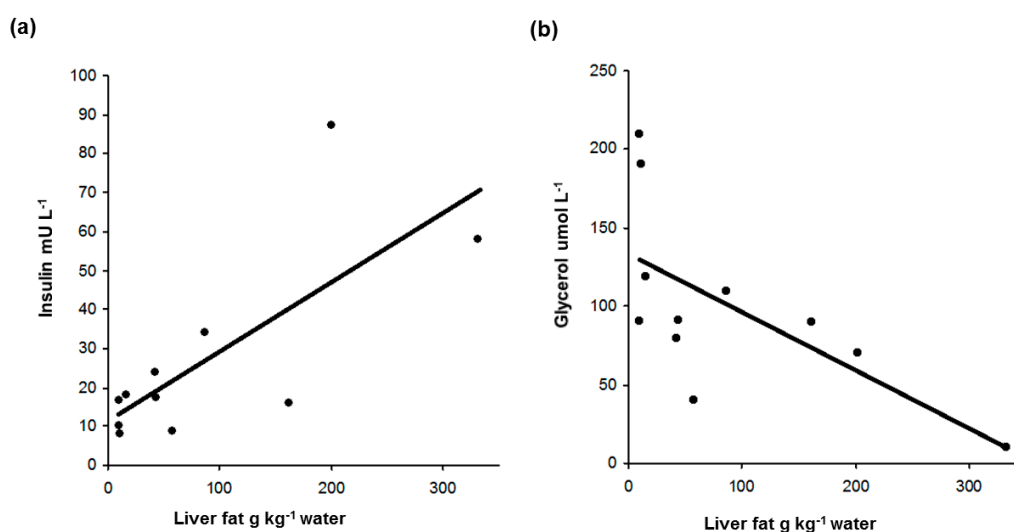 (a)
100
90
80
70
60
50
40
30
20
10
0
Insulin mU L⁻¹
0 100 200 300
Liver fat g kg⁻¹ water
(b)
250
200
150
100
50
0
Glycerol umol L⁻¹
0 100 200 300
Liver fat g kg⁻¹ water